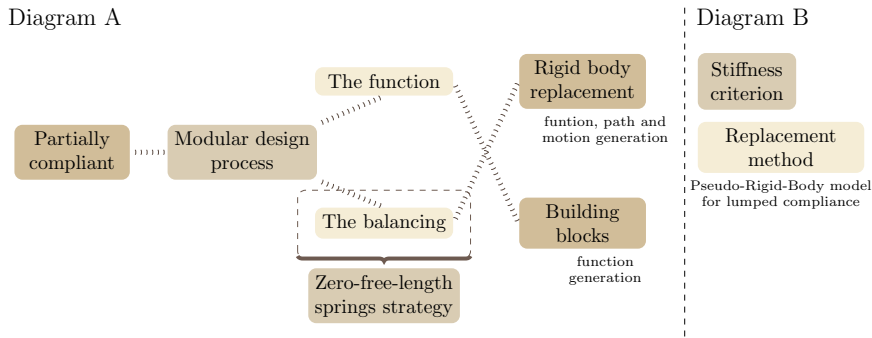 Diagram A
Partially
compliant
Modular design
process
The function
The balancing
Zero-free-length
springs strategy
Rigid body
replacement
funtion, path and
motion generation
Building
blocks
function
generation
Diagram B
Stiffness
criterion
Replacement
method
Pseudo-Rigid-Body model
for lumped compliance